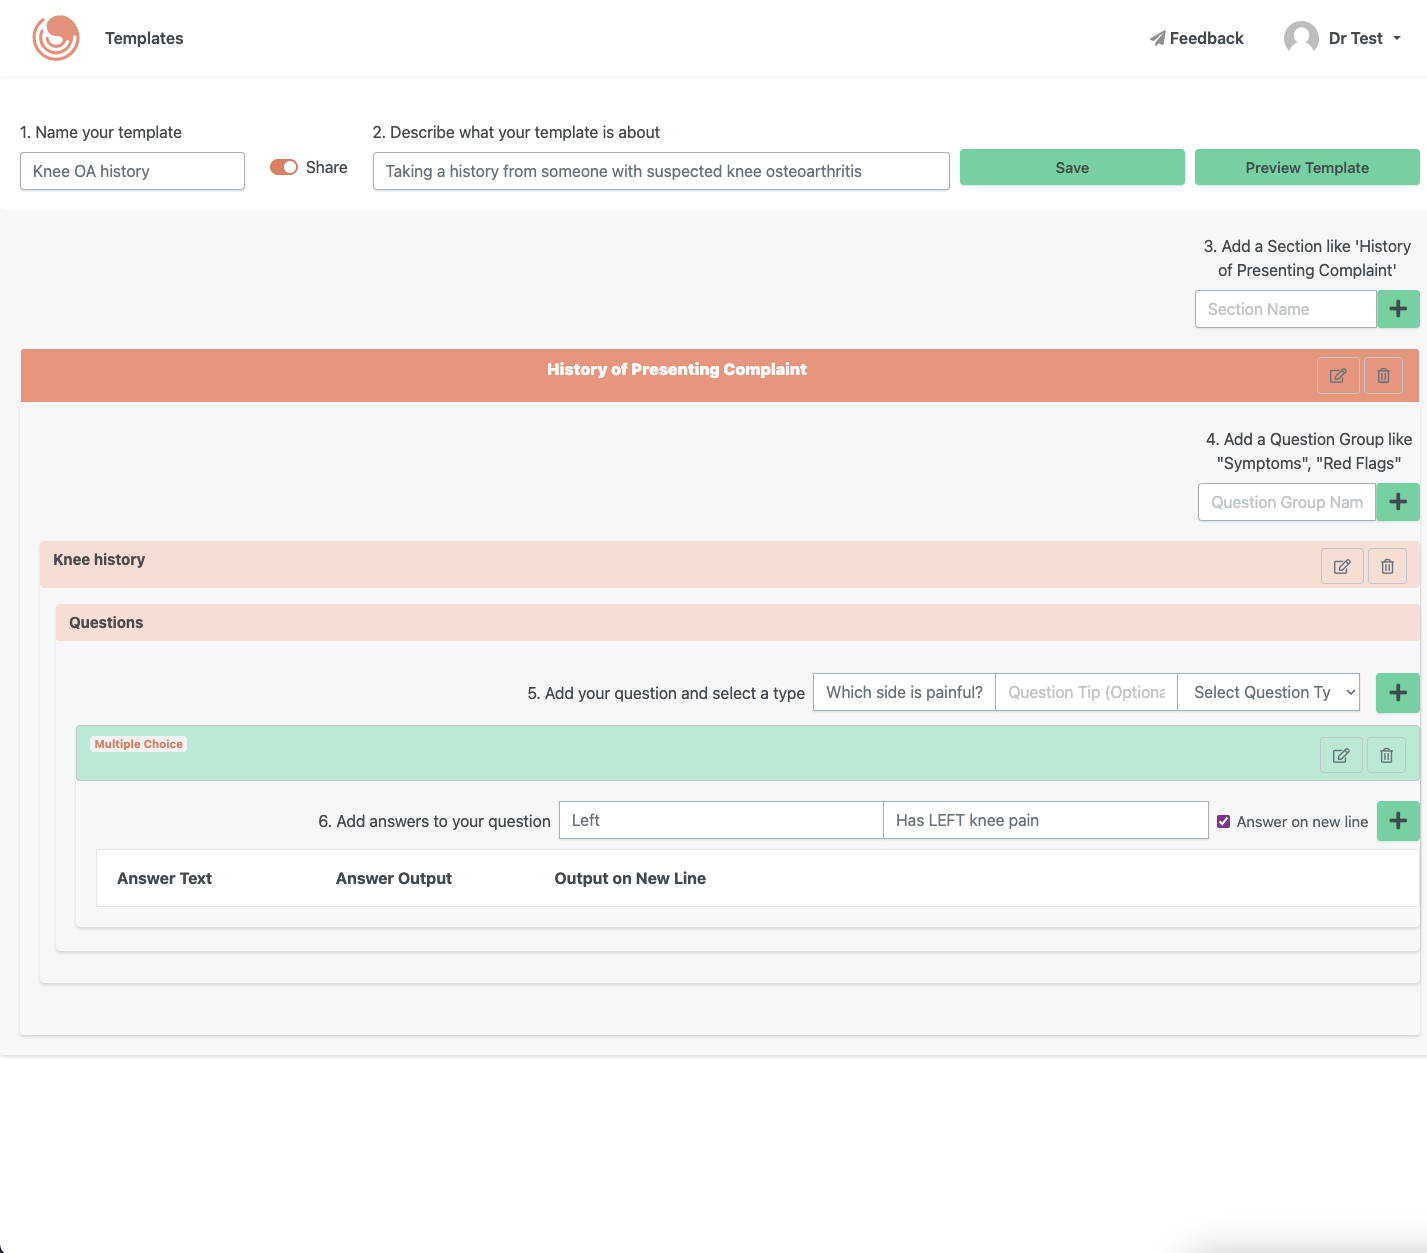 Templates
Feedback
Dr Test
1. Name your template
2. Describe what your template is about
Knee OA history
Share
Taking a history from someone with suspected knee osteoarthritis
Save
Preview Template
3. Add a Section like 'History
of Presenting Complaint'
Section Name
History of Presenting Complaint
4. Add a Question Group like
"Symptoms", "Red Flags"
Question Group Nam
Knee history
Questions
5. Add your question and select a type
Which side is painful?
Question Tip (Optiona
Select Question Ty
Multiple Choice
6. Add answers to your question
Left
Has LEFT knee pain
Answer on new line
Answer Text
Answer Output
Output on New Line